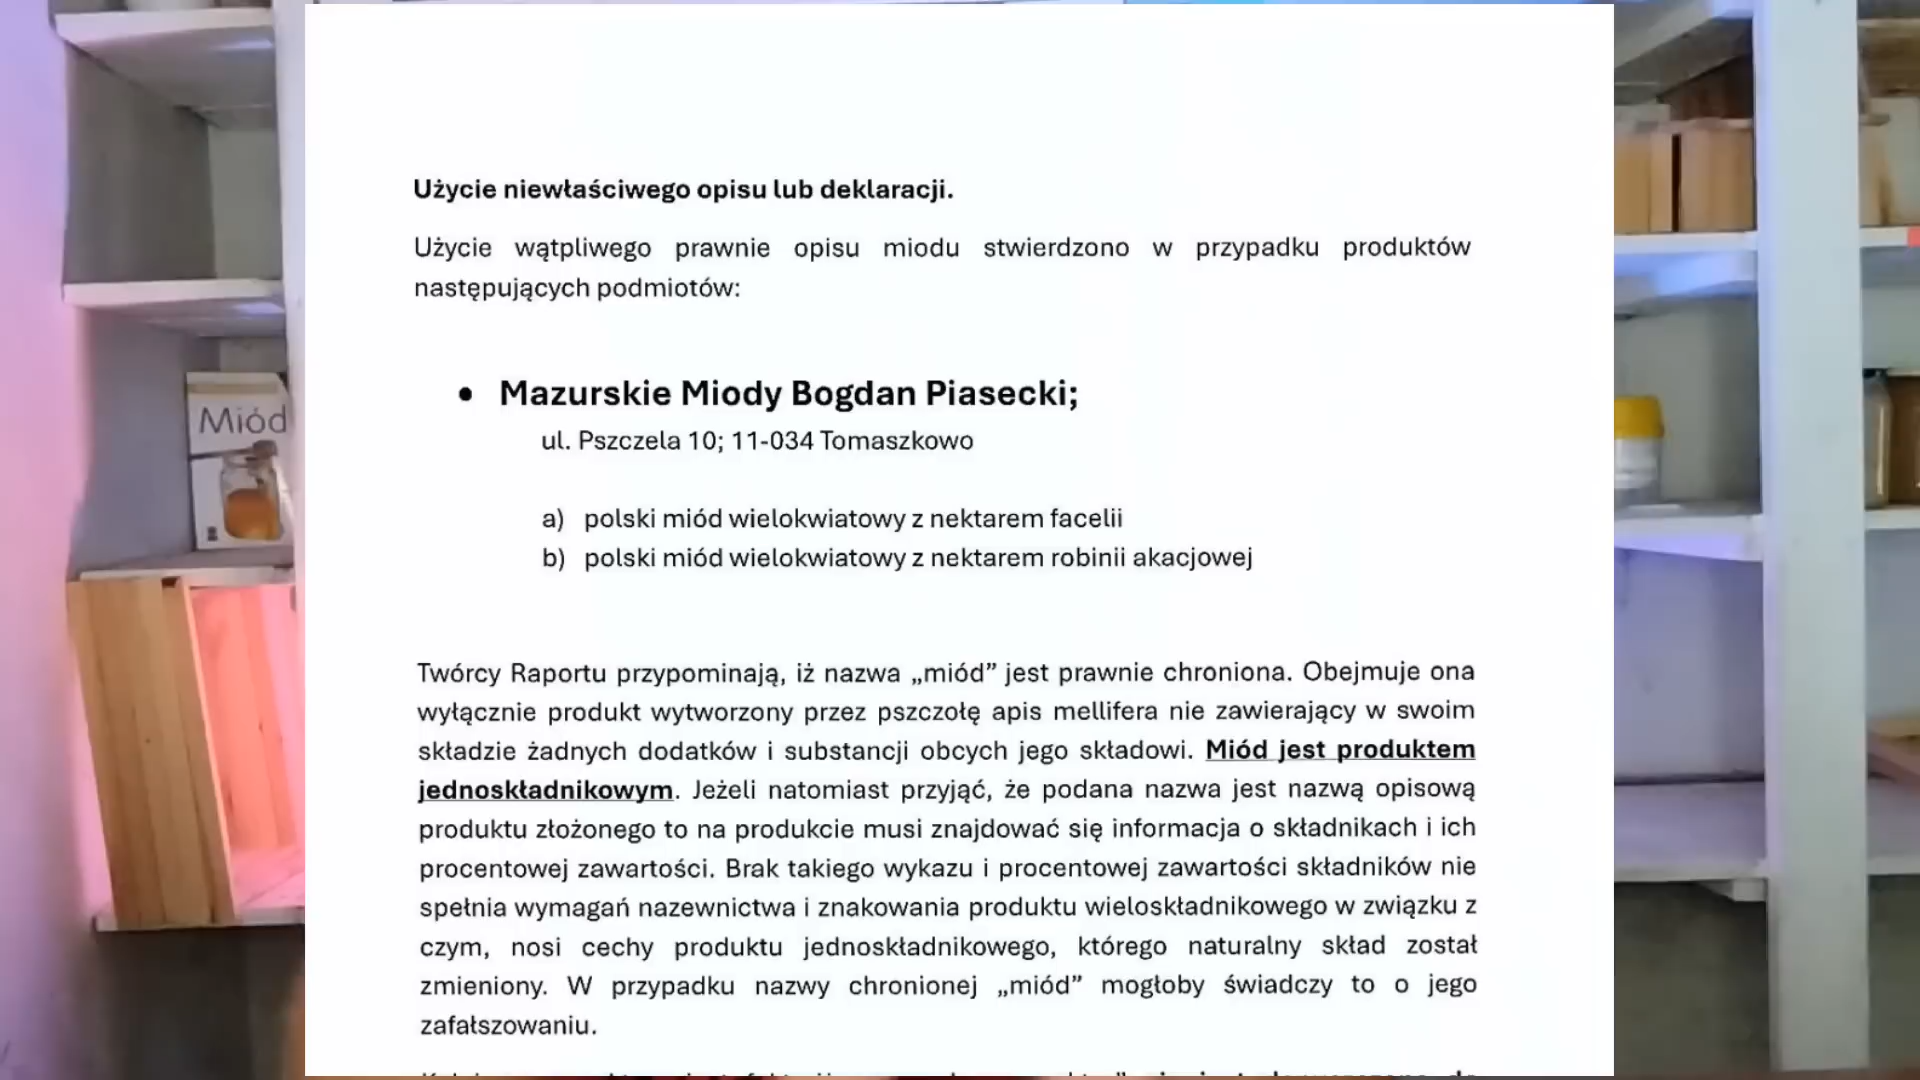 Użycie niewłaściwego opisu lub deklaracji.
Użycie wątpliwego prawnie opisu miodu stwierdzono w przypadku produktów
następujących podmiotów:
• Mazurskie Miody Bogdan Piasecki;
ul. Pszczela 10; 11-034 Tomaszkowo
a) polski miód wielokwiatowy z nektarem facelii
b) polski miód wielokwiatowy z nektarem robinii akacjowej
Miód
Twórcy Raportu przypominają, iż nazwa „miód” jest prawnie chroniona. Obejmuje ona
wyłącznie produkt wytworzony przez pszczołę apis mellifera nie zawierający w swoim
składzie żadnych dodatków i substancji obcych jego składowi. Miód jest produktem
jednoskładnikowym. Jeżeli natomiast przyjąć, że podana nazwa jest nazwą opisową
produktu złożonego to na produkcie musi znajdować się informacja o składnikach i ich
procentowej zawartości. Brak takiego wykazu i procentowej zawartości składników nie
spełnia wymagań nazewnictwa i znakowania produktu wieloskładnikowego w związku z
czym, nosi cechy produktu jednoskładnikowego, którego naturalny skład został
zmieniony. W przypadku nazwy chronionej „miód” mogłoby świadczy to o jego
zafałszowaniu.